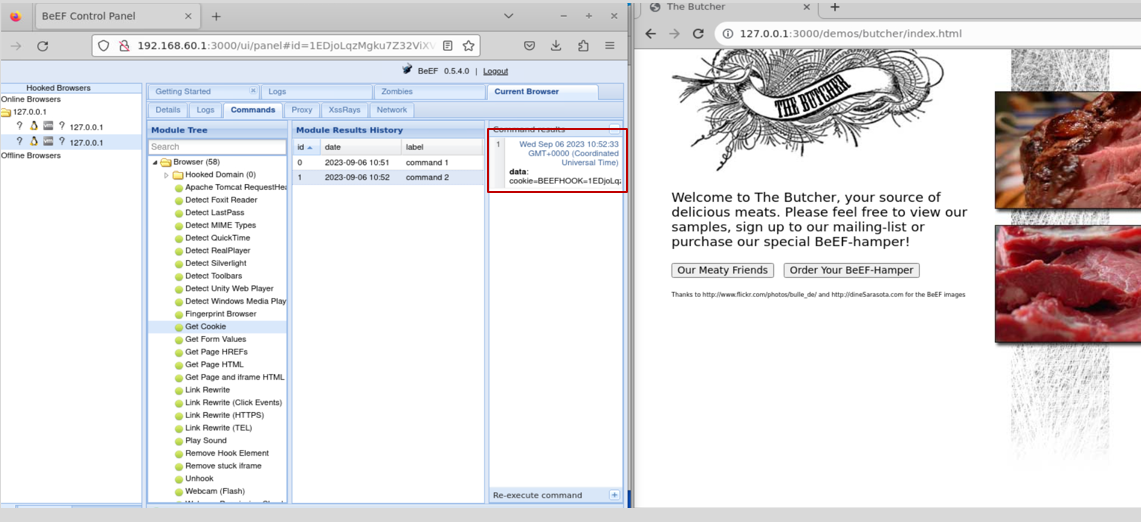 BeEF Control Panel
192.168.60.1:3000/ui/panel#id=1EDjoLqzMgku7Z32ViXV
BeEF 0.5.4.0 | Logout
Hooked Browsers
Online Browsers
127.0.0.1
? ? 127.0.0.1
? ? 127.0.0.1
Offline Browsers
Getting Started
Logs
Zombies
Current Browser
Details
Logs
Commands
Proxy
XssRays
Network
Module Tree
Search
Browser (58)
Hooked Domain (0)
Apache Tomcat RequestHea
Detect Foxit Reader
Detect LastPass
Detect MIME Types
Detect QuickTime
Detect RealPlayer
Detect Silverlight
Detect Toolbars
Detect Unity Web Player
Detect Windows Media Play
Fingerprint Browser
Get Cookie
Get Form Values
Get Page HREFs
Get Page HTML
Get Page and iframe HTML
Link Rewrite
Link Rewrite (Click Events)
Link Rewrite (HTTPS)
Link Rewrite (TEL)
Play Sound
Remove Hook Element
Remove stuck iframe
Unhook
Webcam (Flash)
Module Results History
id date label
0 2023-09-06 10:51 command 1
1 2023-09-06 10:52 command 2
Command results
1 Wed Sep 06 2023 10:52:33
GMT+0000 (Coordinated
Universal Time)
data:
cookie=BEEFHOOK=1EDjoLqz
Re-execute command
The Butcher
127.0.0.1:3000/demos/butcher/index.html
THE BUTCHER
Welcome to The Butcher, your source of
delicious meats. Please feel free to view our
samples, sign up to our mailing-list or
purchase our special BeEF-hamper!
Our Meaty Friends
Order Your BeEF-Hamper
Thanks to http://www.flickr.com/photos/bulle_de/ and http://dineSarasota.com for the BeEF images